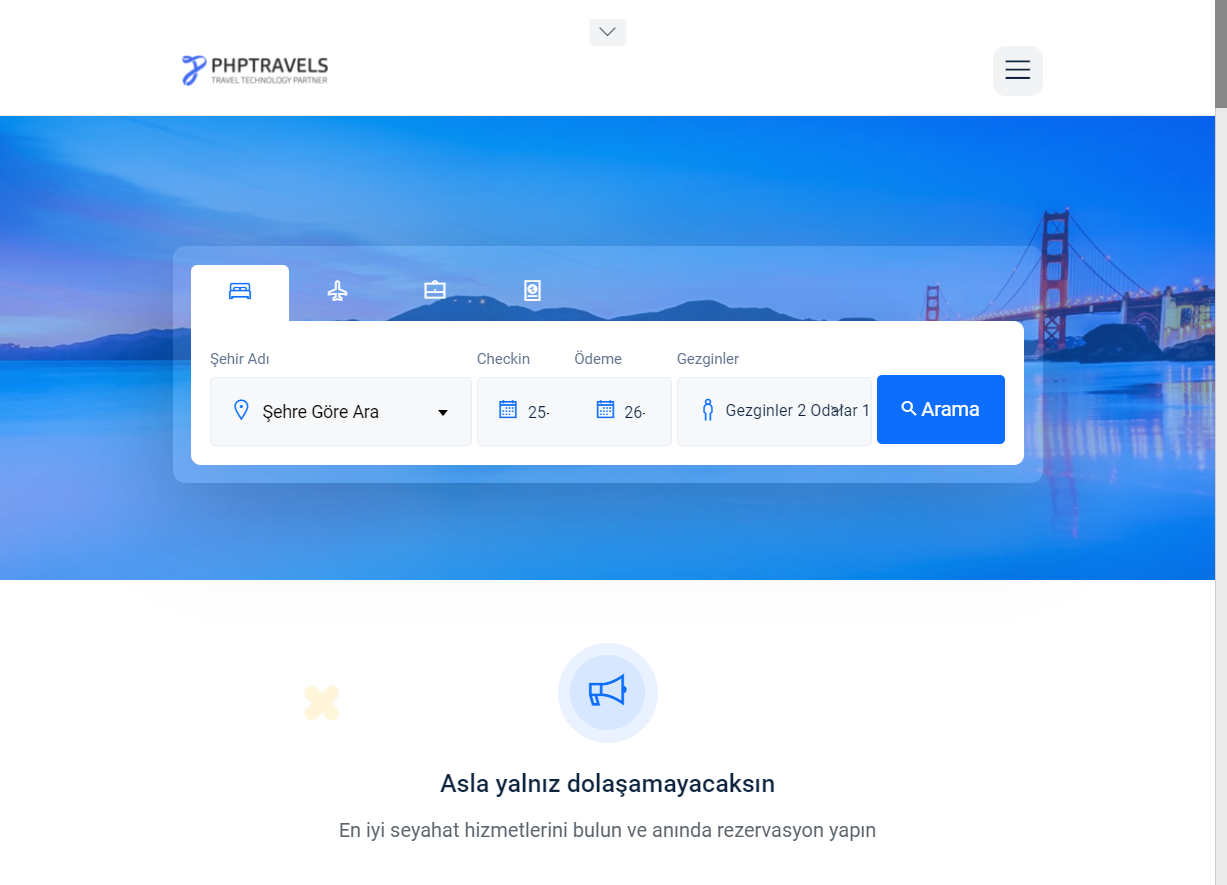 PHPTRAVELS
TRAVEL TECHNOLOGY PARTNER
Şehir Adı
Checkin
Ödeme
Gezginler
Şehre Göre Ara
25-
26-
Gezginler 2 Odalar 1
Arama
Asla yalnız dolaşamayacaksın
En iyi seyahat hizmetlerini bulun ve anında rezervasyon yapın